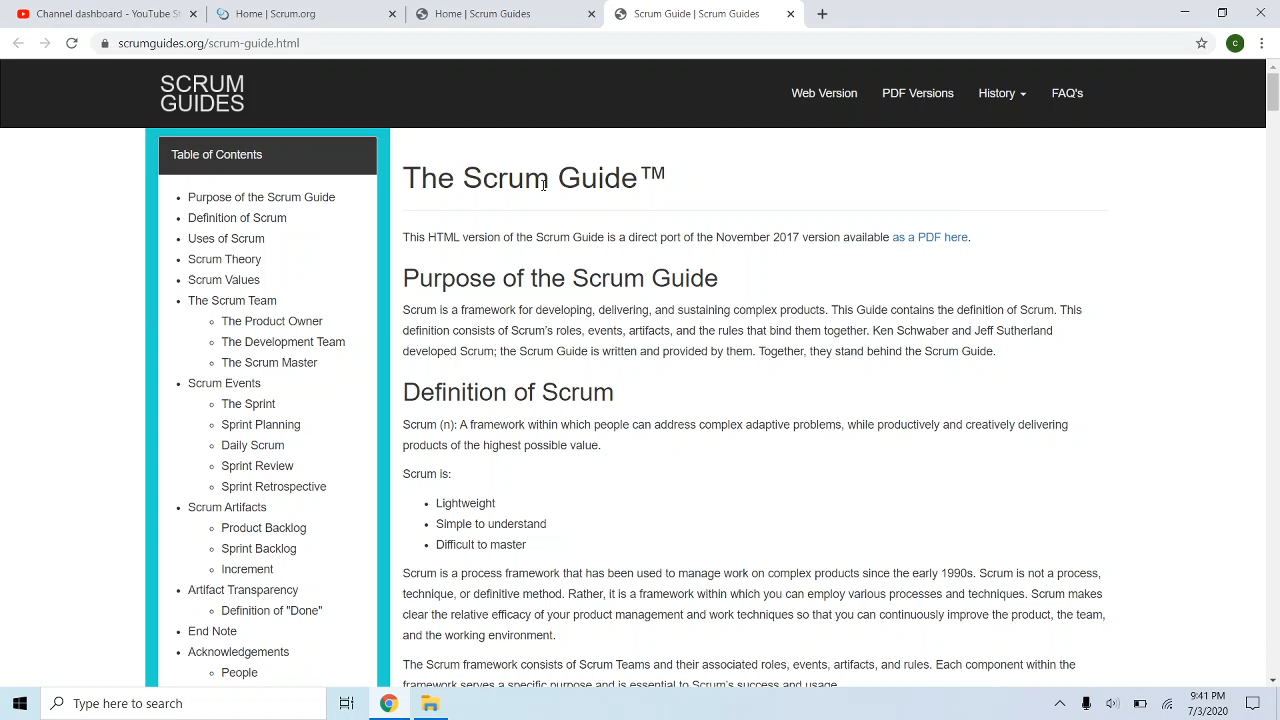 Channel dashboard - YouTube S
Home | Scrum.org
Home | Scrum Guides
Scrum Guide | Scrum Guides
scrumguides.org/scrum-guide.html
c
SCRUM
GUIDES
Web Version
PDF Versions
History
FAQ's
Table of Contents
Purpose of the Scrum Guide
Definition of Scrum
Uses of Scrum
Scrum Theory
Scrum Values
The Scrum Team
The Product Owner
The Development Team
The Scrum Master
Scrum Events
The Sprint
Sprint Planning
Daily Scrum
Sprint Review
Sprint Retrospective
Scrum Artifacts
Product Backlog
Sprint Backlog
Increment
Artifact Transparency
Definition of "Done"
End Note
Acknowledgements
People
The Scrum Guide™
This HTML version of the Scrum Guide is a direct port of the November 2017 version available as a PDF here.
Purpose of the Scrum Guide
Scrum is a framework for developing, delivering, and sustaining complex products. This Guide contains the definition of Scrum. This
definition consists of Scrum's roles, events, artifacts, and the rules that bind them together. Ken Schwaber and Jeff Sutherland
developed Scrum; the Scrum Guide is written and provided by them. Together, they stand behind the Scrum Guide.
Definition of Scrum
Scrum (n): A framework within which people can address complex adaptive problems, while productively and creatively delivering
products of the highest possible value.
Scrum is:
Lightweight
Simple to understand
Difficult to master
Scrum is a process framework that has been used to manage work on complex products since the early 1990s. Scrum is not a process,
technique, or definitive method. Rather, it is a framework within which you can employ various processes and techniques. Scrum makes
clear the relative efficacy of your product management and work techniques so that you can continuously improve the product, the team,
and the working environment.
The Scrum framework consists of Scrum Teams and their associated roles, events, artifacts, and rules. Each component within the
framework serves a specific purpose and is essential to Scrum's success and usage.
Type here to search
9:41 PM
7/3/2020